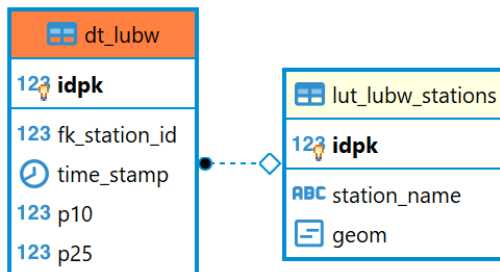 dt_lubw
123 idpk
123 fk_station_id
time_stamp
123 p10
123 p25
lut_lubw_stations
123 idpk
ABC station_name
geom